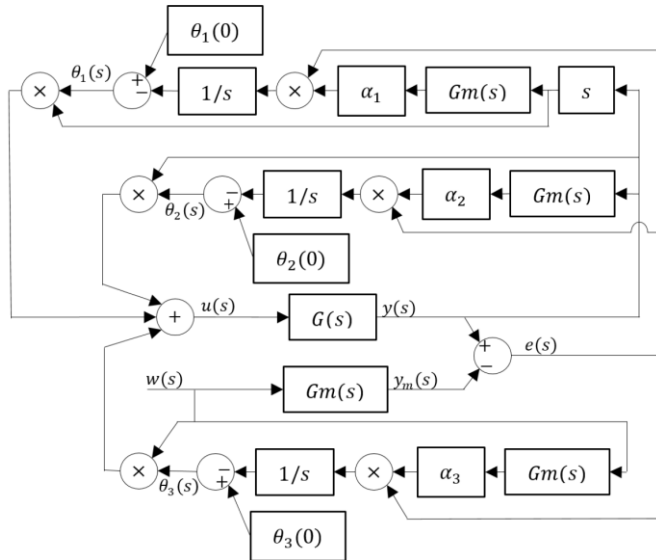 θ₁(0)
θ₁(s)
+
−
×
1/s
×
α₁
Gm(s)
s
×
θ₂(s)
−
+
1/s
×
α₂
Gm(s)
θ₂(0)
+
u(s)
G(s)
y(s)
+
−
e(s)
w(s)
Gm(s)
yₘ(s)
×
θ₃(s)
−
+
1/s
×
α₃
Gm(s)
θ₃(0)